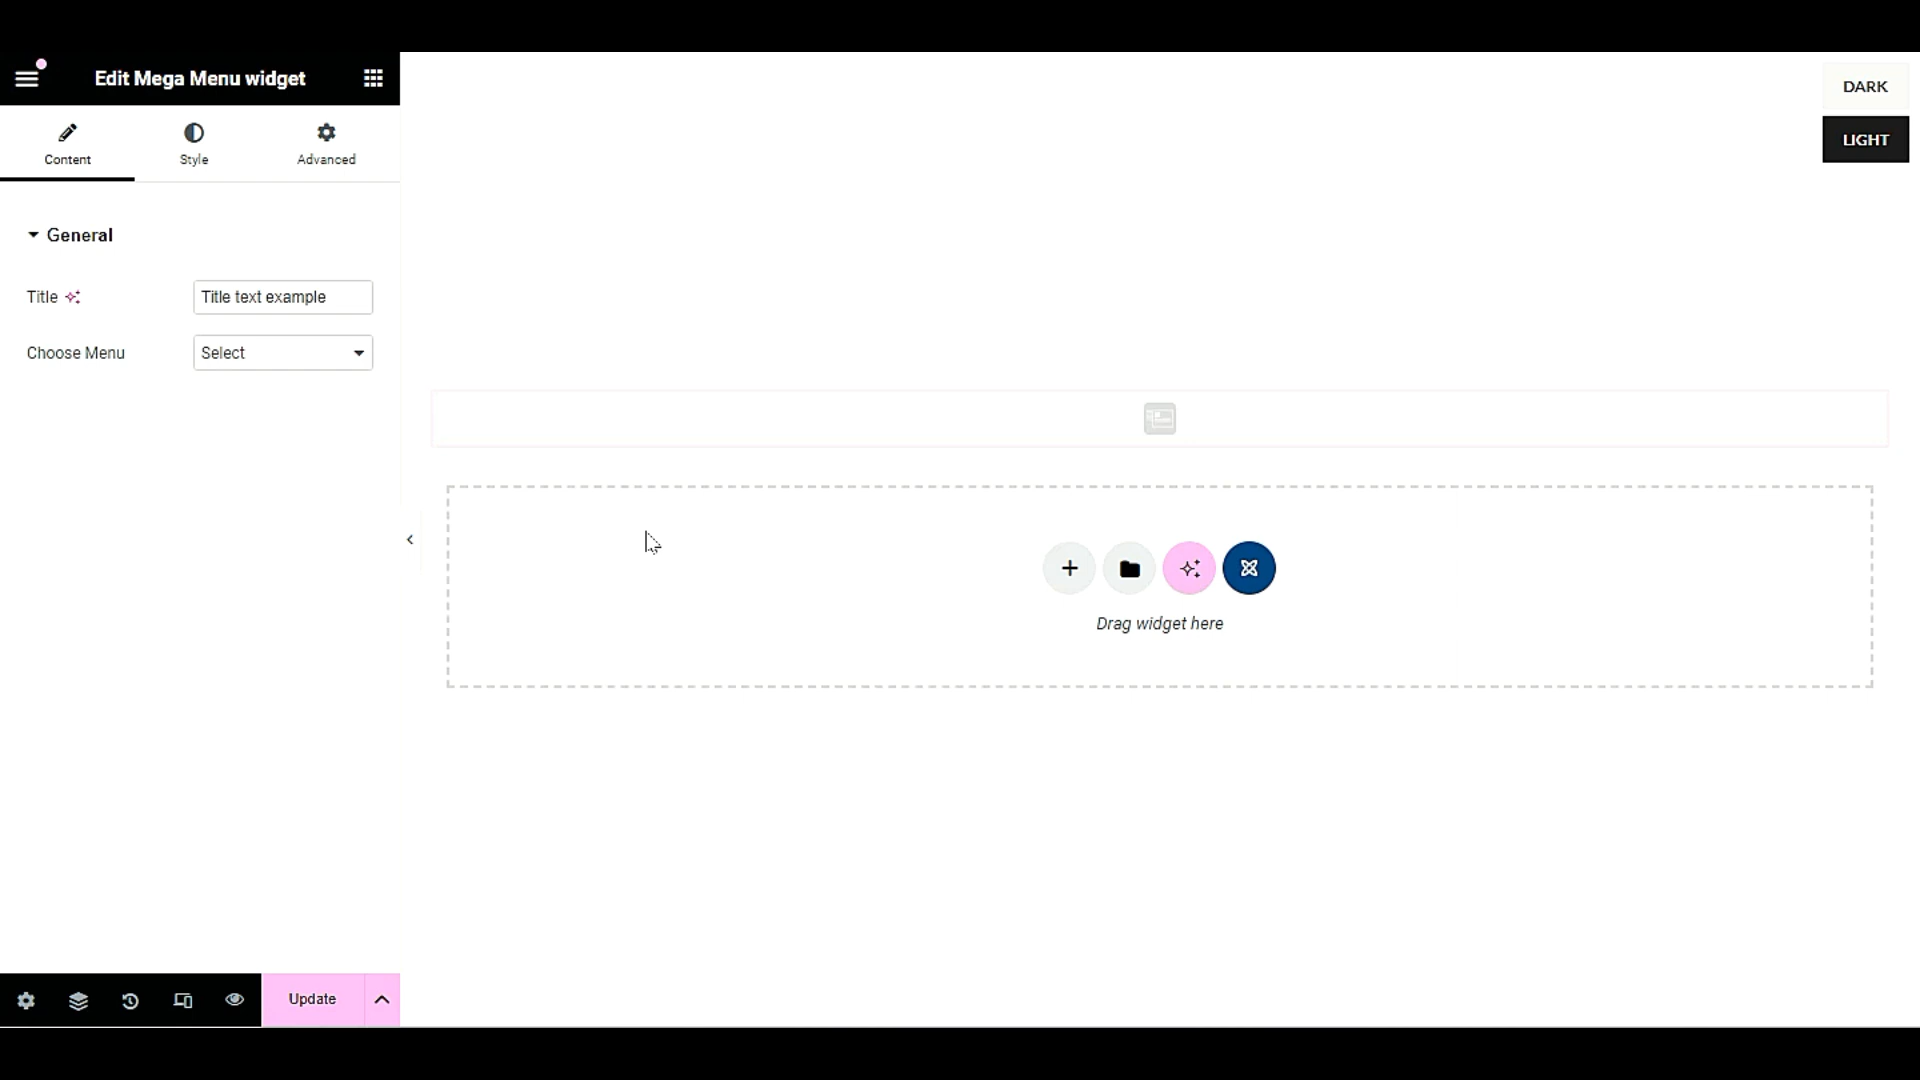 Edit Mega Menu widget
Content
Style
Advanced
General
Title
Title text example
Choose Menu
Select
DARK
LIGHT
Drag widget here
Update